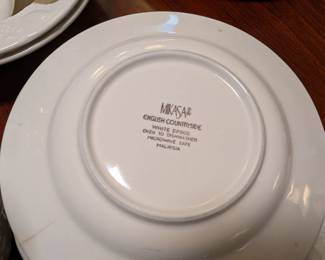 MIKASA®
ENGLISH COUNTRYSIDE
WHITE DP900
OVEN TO DISHWASHER
MICROWAVE SAFE
MALAYSIA